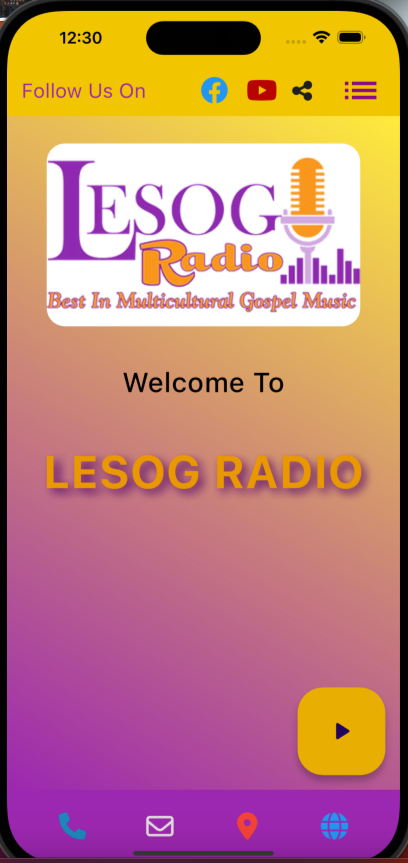 12:30
Follow Us On
LESOG
Radio
Best In Multicultural Gospel Music
Welcome To
LESOG RADIO